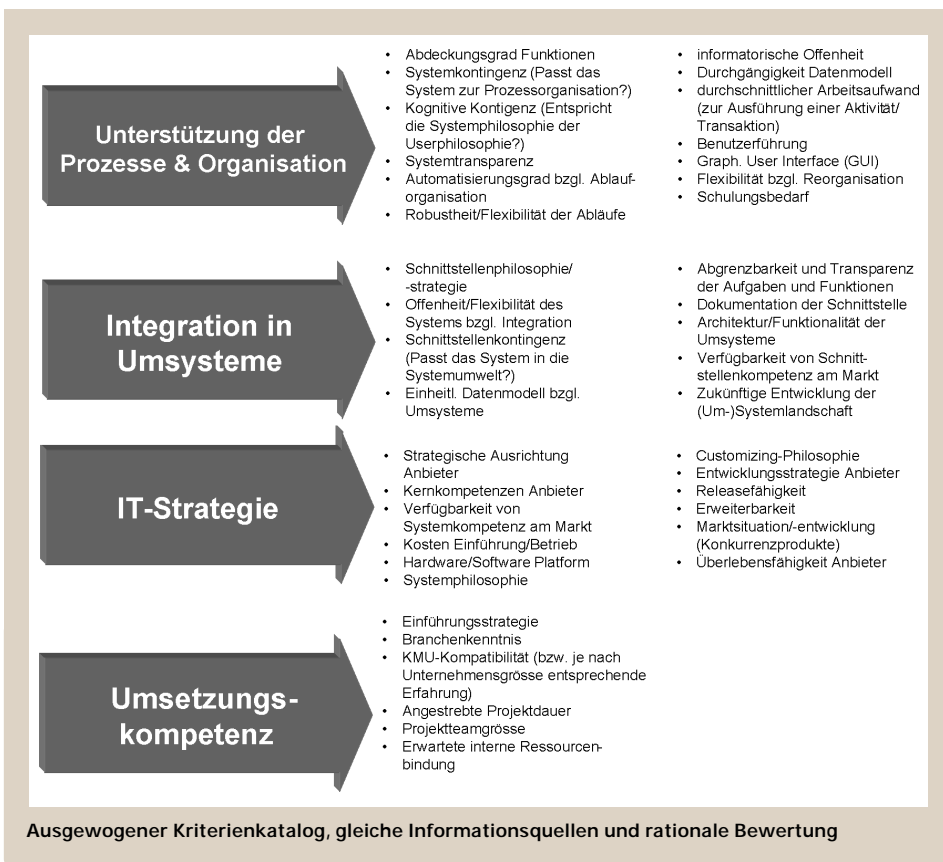 Unterstützung der
Prozesse & Organisation
• Abdeckungsgrad Funktionen
• Systemkontingenz (Passt das
System zur Prozessorganisation?)
• Kognitive Kontigenz (Entspricht
die Systemphilosophie der
Userphilosophie?)
• Systemtransparenz
• Automatisierungsgrad bzgl. Ablauf-
organisation
• Robustheit/Flexibilität der Abläufe
• informatorische Offenheit
• Durchgängigkeit Datenmodell
• durchschnittlicher Arbeitsaufwand
(zur Ausführung einer Aktivität/
Transaktion)
• Benutzerführung
• Graph. User Interface (GUI)
• Flexibilität bzgl. Reorganisation
• Schulungsbedarf
Integration in
Umsysteme
• Schnittstellenphilosophie/
-strategie
• Offenheit/Flexibilität des
Systems bzgl. Integration
• Schnittstellenkontingenz
(Passt das System in die
Systemumwelt?)
• Einheitl. Datenmodell bzgl.
Umsysteme
• Abgrenzbarkeit und Transparenz
der Aufgaben und Funktionen
• Dokumentation der Schnittstelle
• Architektur/Funktionalität der
Umsysteme
• Verfügbarkeit von Schnitt-
stellenkompetenz am Markt
• Zukünftige Entwicklung der
(Um-)Systemlandschaft
IT-Strategie
• Strategische Ausrichtung
Anbieter
• Kernkompetenzen Anbieter
• Verfügbarkeit von
Systemkompetenz am Markt
• Kosten Einführung/Betrieb
• Hardware/Software Platform
• Systemphilosophie
• Customizing-Philosophie
• Entwicklungsstrategie Anbieter
• Releasefähigkeit
• Erweiterbarkeit
• Marktsituation/-entwicklung
(Konkurrenzprodukte)
• Überlebensfähigkeit Anbieter
Umsetzungs-
kompetenz
• Einführungsstrategie
• Branchenkenntnis
• KMU-Kompatibilität (bzw. je nach
Unternehmensgrösse entsprechende
Erfahrung)
• Angestrebte Projektdauer
• Projektteamgrösse
• Erwartete interne Ressourcen-
bindung
Ausgewogener Kriterienkatalog, gleiche Informationsquellen und rationale Bewertung